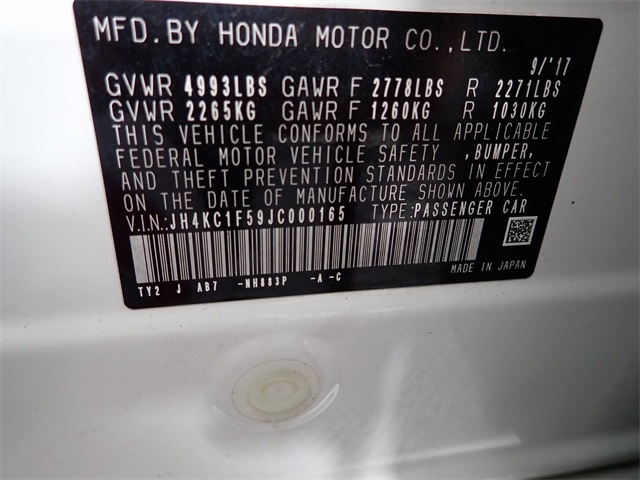 MFD.BY HONDA MOTOR CO.,LTD.
9/'17
GVWR 4993LBS GAWR F 2778LBS R 2271LBS
GVWR 2265KG GAWR F 1260KG R 1030KG
THIS VEHICLE CONFORMS TO ALL APPLICABLE
FEDERAL MOTOR VEHICLE SAFETY ,BUMPER,
AND THEFT PREVENTION STANDARDS IN EFFECT
ON THE DATE OF MANUFACTURE SHOWN ABOVE.
V.IN.:JH4KC1F59JC000165 TYPE:PASSENGER CAR
TY2 J AB7 -NH883P -A -C
MADE IN JAPAN